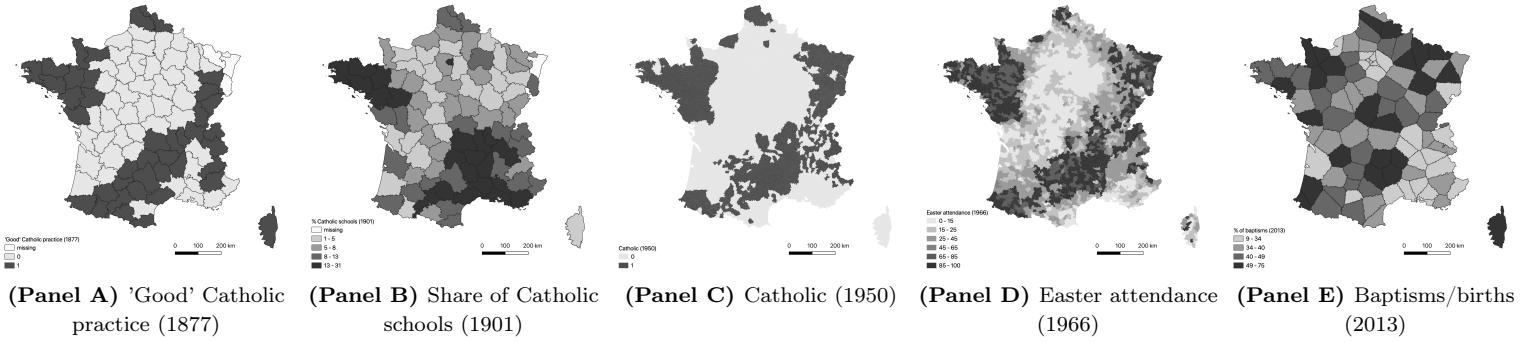 'Good' Catholic practice (1877)
missing
0
1
0 100 200 km
% Catholic schools (1901)
missing
1 - 5
5 - 8
8 - 13
13 - 31
0 100 200 km
Catholic (1950)
0
1
0 100 200 km
Easter attendance (1966)
0 - 15
15 - 25
25 - 45
45 - 65
65 - 85
85 - 100
0 100 200 km
% of baptisms (2013)
9 - 34
34 - 40
40 - 49
49 - 75
0 100 200 km
(Panel A) 'Good' Catholic
practice (1877)
(Panel B) Share of Catholic
schools (1901)
(Panel C) Catholic (1950)
(Panel D) Easter attendance
(1966)
(Panel E) Baptisms/births
(2013)